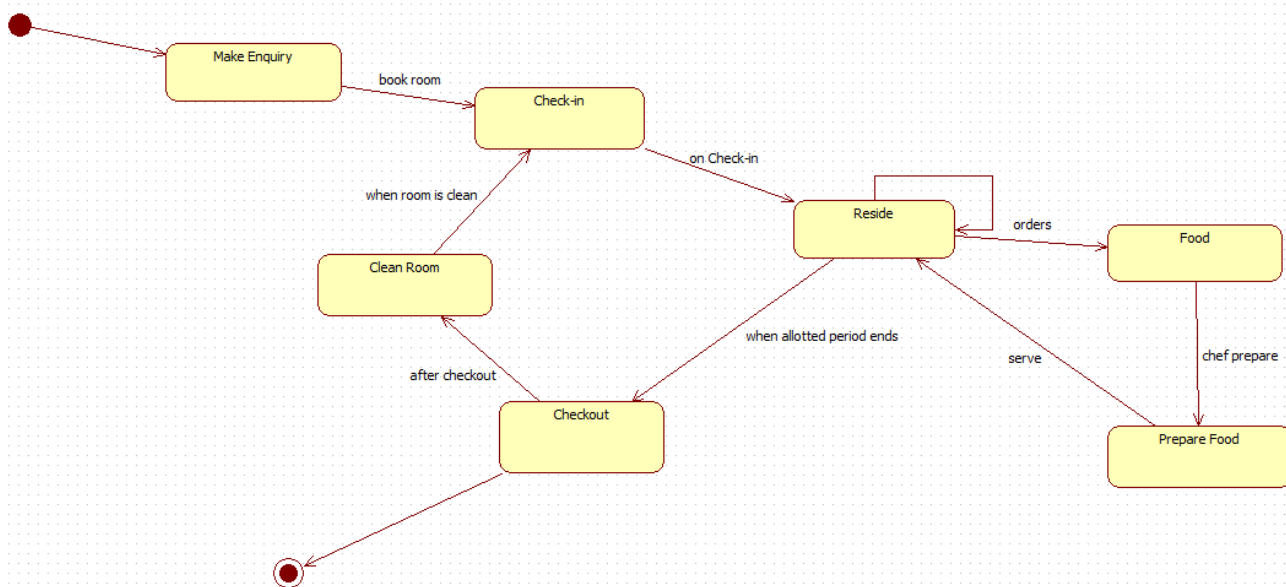 Make Enquiry
book room
Check-in
on Check-in
when room is clean
Reside
orders
Food
Clean Room
when allotted period ends
serve
chef prepare
after checkout
Checkout
Prepare Food